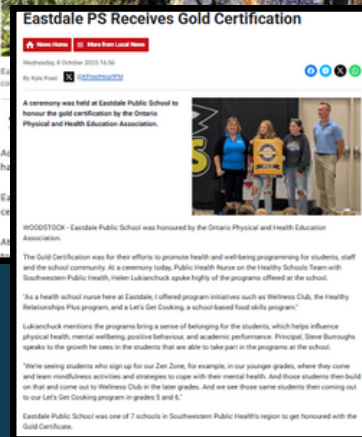 Eastdale PS Receives Gold Certification
News Home
More from Local News
Wednesday, 8 October 2025 14:56
By Kyle
A ceremony was held at Eastdale Public School to
honour the gold certification by the Ontario
Physical and Health Education Association.
WOODSTOCK - Eastdale Public School was honoured by the Ontario Physical and Health Education
Association.
The Gold Certification was for their efforts to promote health and well-being programming for students, staff
and the school community. At a ceremony today, Public Health Nurse on the Healthy Schools Team with
Southwestern Public Health, Helen Lukianchuck spoke highly of the programs offered at the school.
"As a health school nurse here at Eastdale, I offered program initiatives such as Wellness Club, the Healthy
Relationships Plus program, and a Let's Get Cooking, a school-based food skills program."
Lukianchuck mentions the programs bring a sense of belonging for the students, which helps influence
physical health, mental wellbeing, positive behaviour, and academic performance. Principal, Steve Burroughs
speaks to the growth he sees in the students that are able to take part in the programs at the school.
"We're seeing students who sign up for our Zen Zone, for example, in our younger grades, where they come
and learn mindfulness activities and strategies to cope with their mental health. And those students then build
on that and come out to Wellness Club in the later grades. And we see those same students then coming out
to our Let's Get Cooking program in grades 5 and 6."
Eastdale Public School was one of 7 schools in Southwestern Public Health's region to get honoured with the
Gold Certificate.